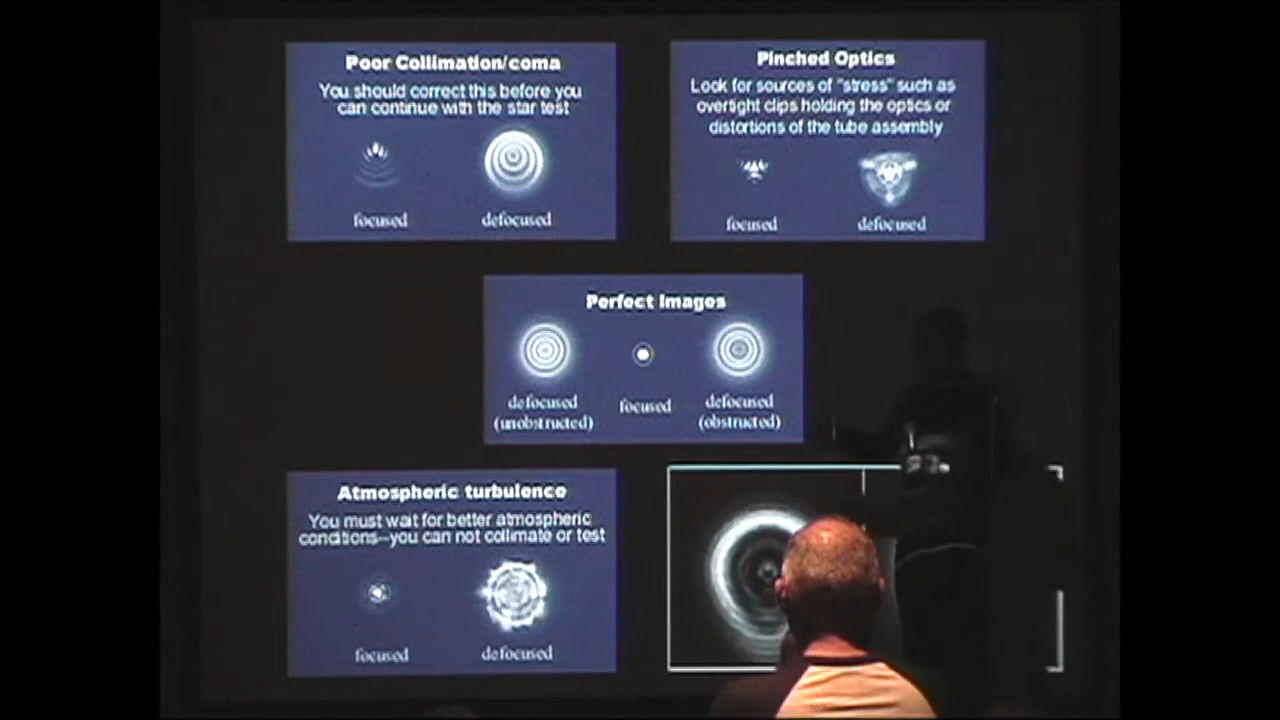 Poor Collimation/coma
You should correct this before you
can continue with the star test
focused
defocused
Pinched Optics
Look for sources of "stress" such as
overtight clips holding the optics or
distortions of the tube assembly
focused
defocused
Perfect Images
defocused
(unobstructed)
focused
defocused
(obstructed)
Atmospheric turbulence
You must wait for better atmospheric
conditions--you can not collimate or test
focused
defocused